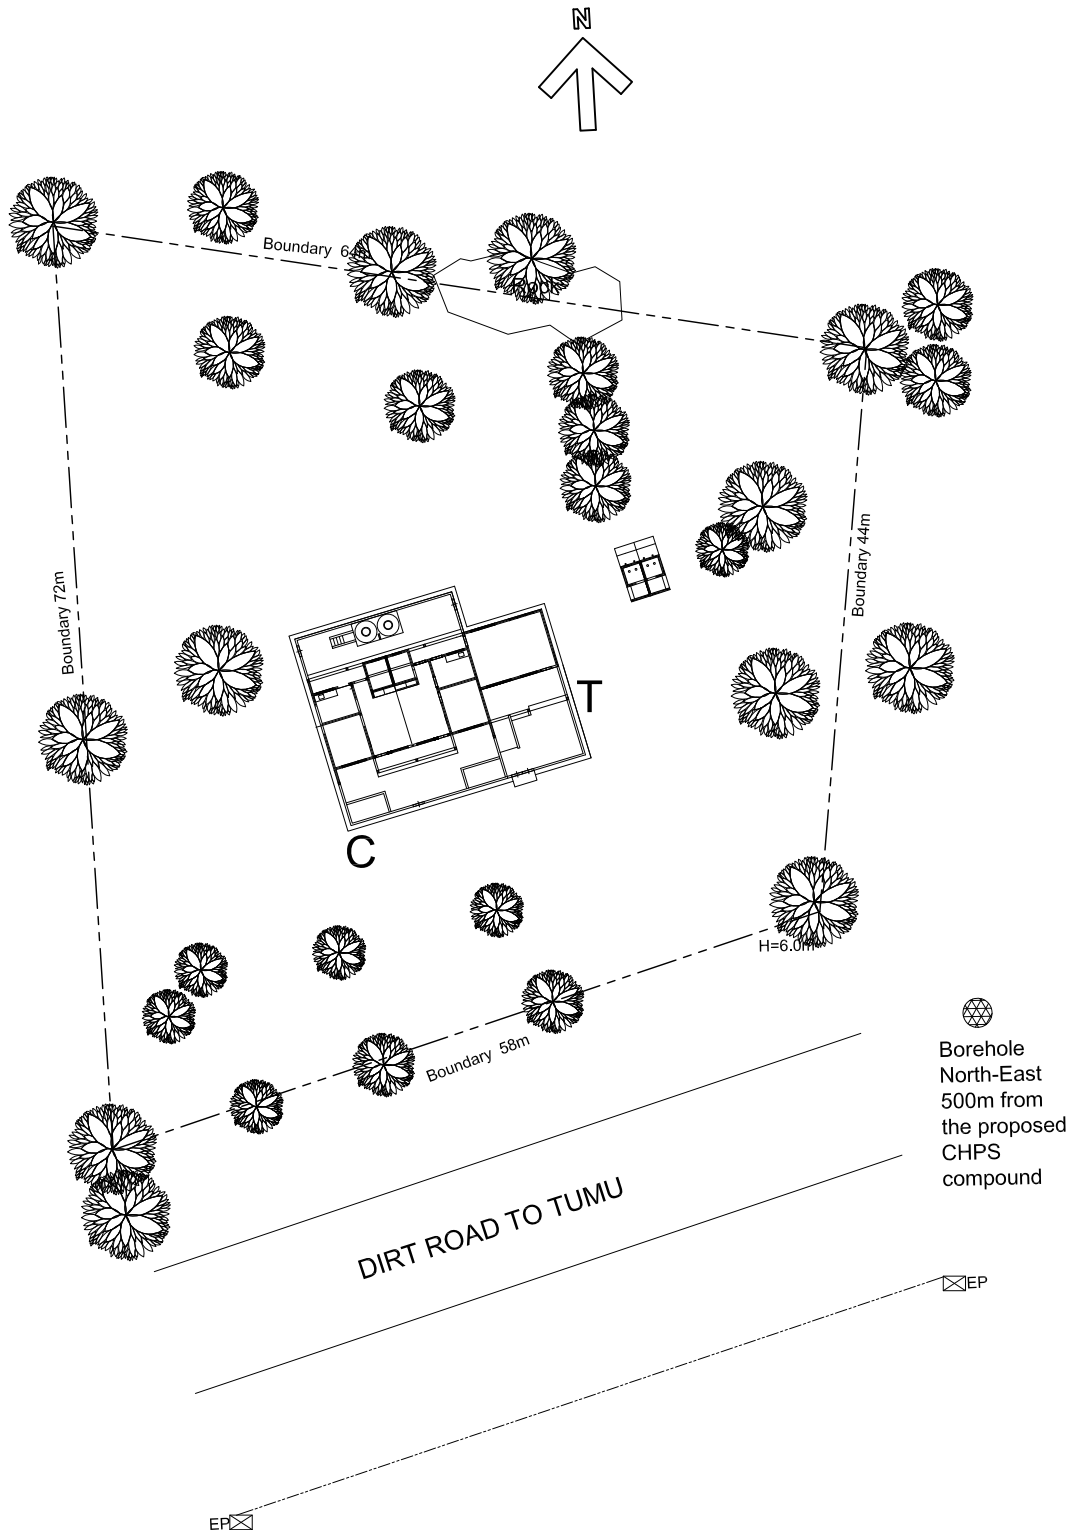 N
Boundary 64m
Boundary 72m
Boundary 44m
T
C
H=6.0m
Boundary 58m
Borehole
North-East
500m from
the proposed
CHPS
compound
DIRT ROAD TO TUMU
EP
EP